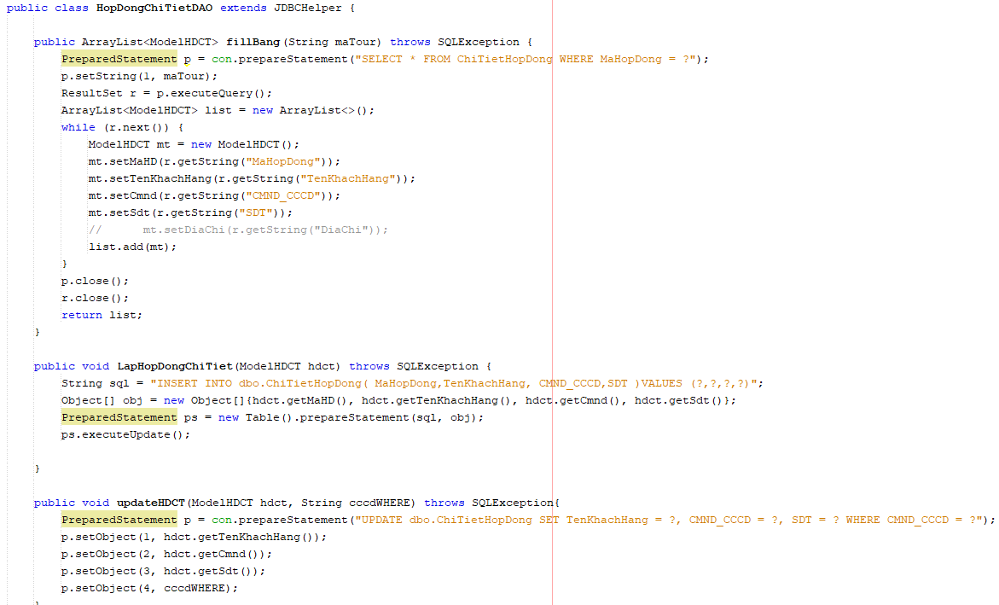 public class HopDongChiTietDAO extends JDBCHelper {
public ArrayList<ModelHDCT> fillBang(String maTour) throws SQLException {
PreparedStatement p = con.prepareStatement("SELECT * FROM ChiTietHopDong WHERE MaHopDong = ?");
p.setString(1, maTour);
ResultSet r = p.executeQuery();
ArrayList<ModelHDCT> list = new ArrayList<>();
while (r.next()) {
ModelHDCT mt = new ModelHDCT();
mt.setMaHD(r.getString("MaHopDong"));
mt.setTenKhachHang(r.getString("TenKhachHang"));
mt.setCmnd(r.getString("CMND_CCCD"));
mt.setSdt(r.getString("SDT"));
//      mt.setDiaChi(r.getString("DiaChi"));
list.add(mt);
}
p.close();
r.close();
return list;
}
public void LapHopDongChiTiet(ModelHDCT hdct) throws SQLException {
String sql = "INSERT INTO dbo.ChiTietHopDong( MaHopDong,TenKhachHang, CMND_CCCD,SDT )VALUES (?,?,?,?)";
Object[] obj = new Object[]{hdct.getMaHD(), hdct.getTenKhachHang(), hdct.getCmnd(), hdct.getSdt()};
PreparedStatement ps = new Table().prepareStatement(sql, obj);
ps.executeUpdate();
}
public void updateHDCT(ModelHDCT hdct, String cccdWHERE) throws SQLException{
PreparedStatement p = con.prepareStatement("UPDATE dbo.ChiTietHopDong SET TenKhachHang = ?, CMND_CCCD = ?, SDT = ? WHERE CMND_CCCD = ?");
p.setObject(1, hdct.getTenKhachHang());
p.setObject(2, hdct.getCmnd());
p.setObject(3, hdct.getSdt());
p.setObject(4, cccdWHERE);
}